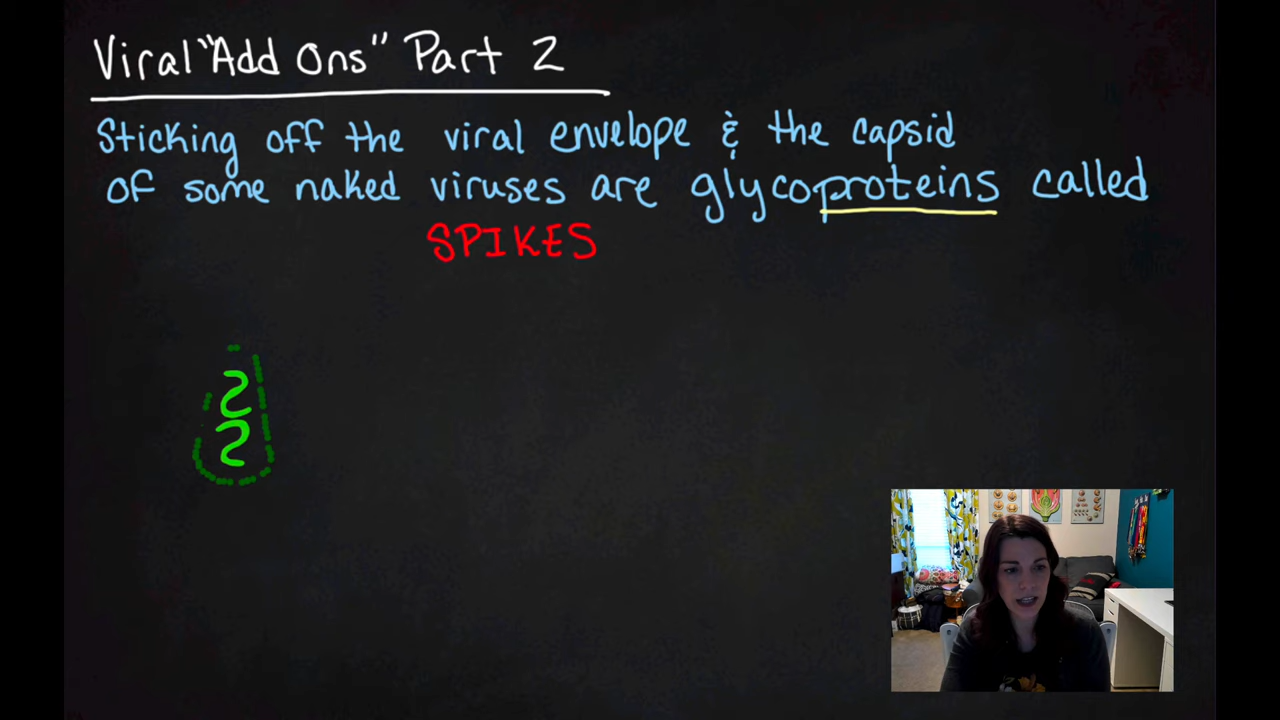 Viral "Add Ons" Part 2
Sticking off the viral envelope & the capsid
of some naked viruses are glycoproteins called
SPIKES